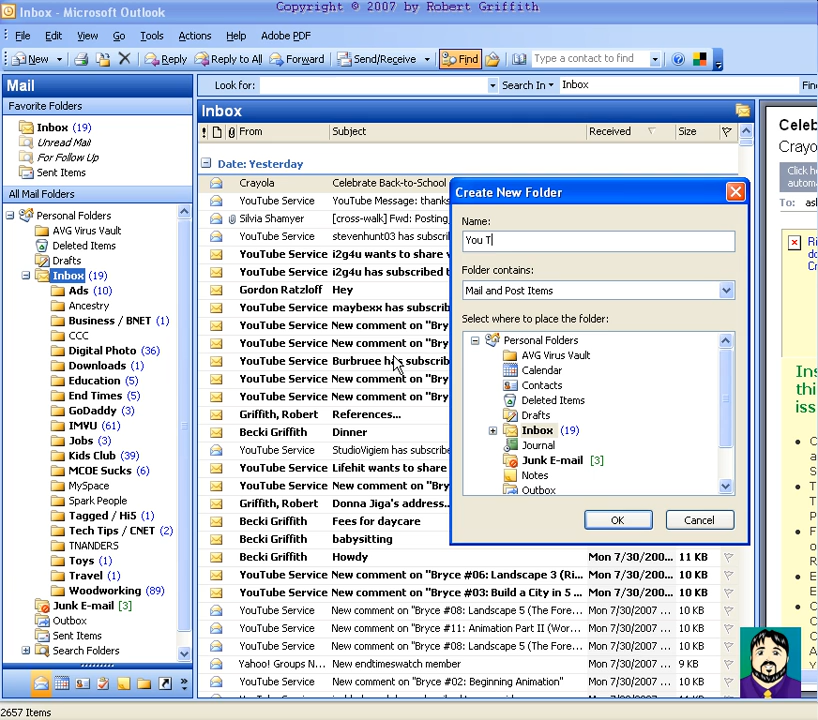 Copyright © 2007 by Robert Griffith
Inbox - Microsoft Outlook
File Edit View Go Tools Actions Help Adobe PDF
New Reply Reply to All Forward Send/Receive Find Type a contact to find
Mail
Look for: Search In Inbox
Favorite Folders
Inbox (19)
Unread Mail
For Follow Up
Sent Items
All Mail Folders
Personal Folders
AVG Virus Vault
Deleted Items
Drafts
Inbox (19)
Ads (10)
Ancestry
Business / BNET (1)
CCC
Digital Photo (36)
Downloads (1)
Education (5)
End Times (5)
GoDaddy (3)
IMVU (61)
Jobs (3)
Kids Club (39)
MCOE Sucks (6)
MySpace
Spark People
Tagged / Hi5 (1)
Tech Tips / CNET (2)
TNANDERS
Toys (1)
Travel (1)
Woodworking (89)
Junk E-mail [3]
Outbox
Sent Items
Search Folders
2657 Items
Inbox
From Subject Received Size
Date: Yesterday
Crayola Celebrate Back-to-School
YouTube Service YouTube Message: thanks
Silvia Shamyer [cross-walk] Fwd: Posting
YouTube Service stevenhunt03 has subscri
YouTube Service i2g4u wants to share
YouTube Service i2g4u has subscribed t
Gordon Ratzloff Hey
YouTube Service maybexx has subscrib
YouTube Service New comment on "Bryc
YouTube Service New comment on "Bryc
YouTube Service Burbruee has subscrib
YouTube Service New comment on "Bryc
YouTube Service New comment on "Bryc
Griffith, Robert References...
Becki Griffith Dinner
YouTube Service StudioVigiem has subscribe
YouTube Service Lifehit wants to share
YouTube Service New comment on "Bryc
Griffith, Robert Donna Jiga's address..
Becki Griffith Fees for daycare
Becki Griffith babysitting
Becki Griffith Howdy Mon 7/30/200... 11 KB
YouTube Service New comment on "Bryce #06: Landscape 3 (Ri... Mon 7/30/200... 10 KB
YouTube Service New comment on "Bryce #03: Build a City in 5 ... Mon 7/30/200... 10 KB
YouTube Service New comment on "Bryce #08: Landscape 5 (The Fore... Mon 7/30/2007 ... 10 KB
YouTube Service New comment on "Bryce #11: Animation Part II (Wor... Mon 7/30/2007 ... 10 KB
YouTube Service New comment on "Bryce #08: Landscape 5 (The Fore... Mon 7/30/2007 ... 10 KB
Yahoo! Groups N... New endtimeswatch member Mon 7/30/2007 ... 9 KB
YouTube Service New comment on "Bryce #02: Beginning Animation" Mon 7/30/2007 ... 10 KB
Create New Folder
Name:
You T
Folder contains:
Mail and Post Items
Select where to place the folder:
Personal Folders
AVG Virus Vault
Calendar
Contacts
Deleted Items
Drafts
Inbox (19)
Journal
Junk E-mail [3]
Notes
Outbox
OK Cancel
Celeb
Crayo
Click he
autom
To:
Ins
thi
iss